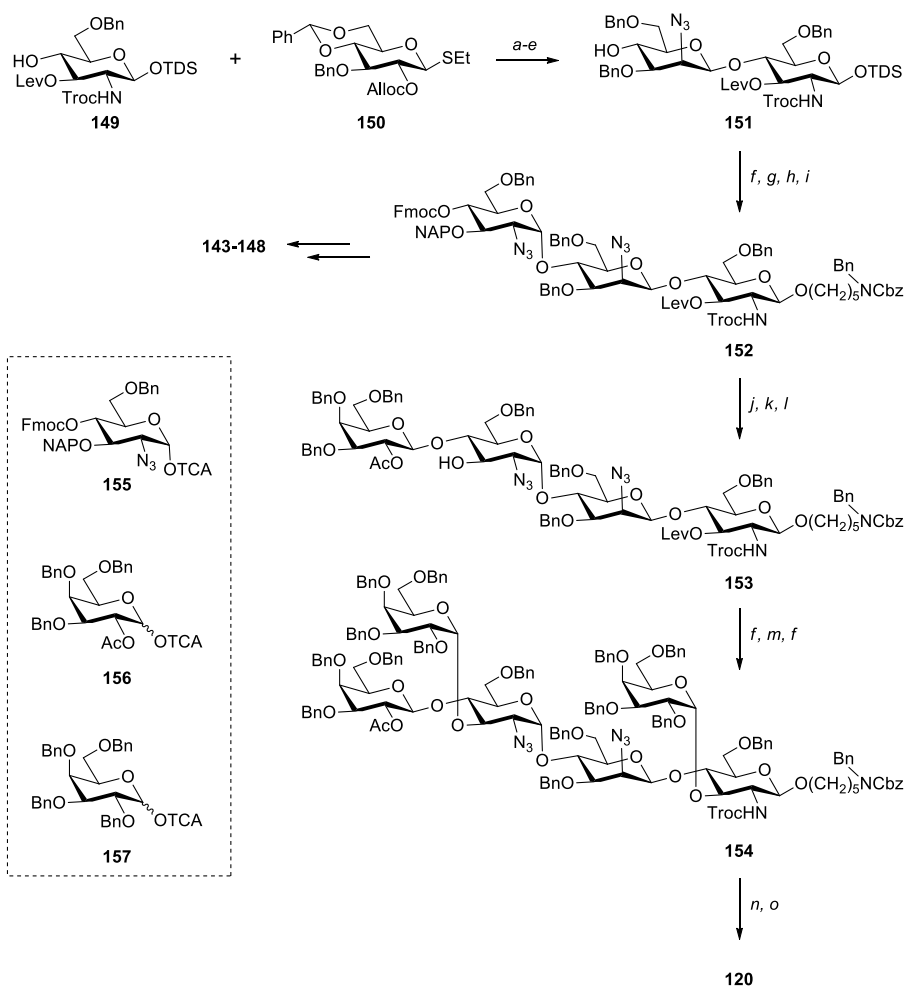 OBn
HO
O
OTDS
LevO
TrocHN
149
+
Ph
O
O
O
SEt
BnO
AllocO
150
a-e
BnO
N₃
OBn
HO
O
BnO
O
O
OTDS
LevO
TrocHN
151
f, g, h, i
OBn
FmocO
O
NAPO
N₃
BnO
N₃
OBn
O
O
BnO
O
O
Bn
LevO
O(CH₂)₅NCbz
TrocHN
152
143-148
j, k, l
OBn
FmocO
O
NAPO
N₃
OTCA
155
BnO
OBn
O
BnO
AcO
OTCA
156
BnO
OBn
O
BnO
BnO
OTCA
157
BnO
OBn
OBn
O
O
O
BnO
AcO
HO
N₃
BnO
N₃
OBn
O
O
BnO
O
O
Bn
LevO
O(CH₂)₅NCbz
TrocHN
153
f, m, f
BnO
OBn
O
BnO
BnO
BnO
OBn
OBn
O
O
O
BnO
AcO
O
N₃
BnO
OBn
O
BnO
BnO
BnO
N₃
OBn
O
O
BnO
O
O
Bn
O
O(CH₂)₅NCbz
TrocHN
154
n, o
120